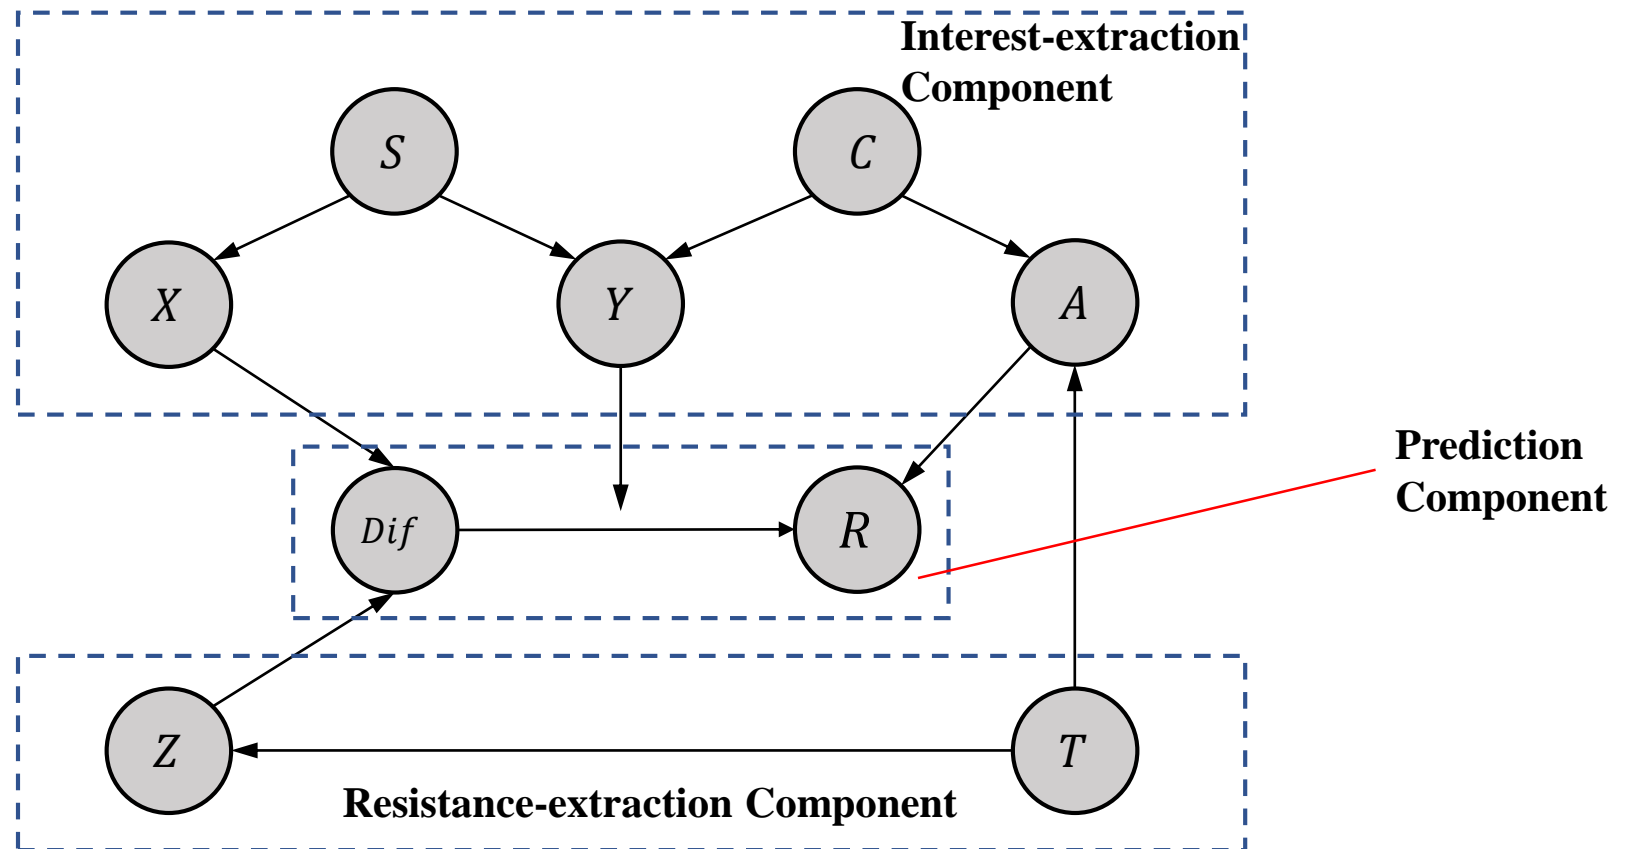 Interest-extraction
Component
S
C
X
Y
A
Prediction
Component
Dif
R
Z
T
Resistance-extraction Component